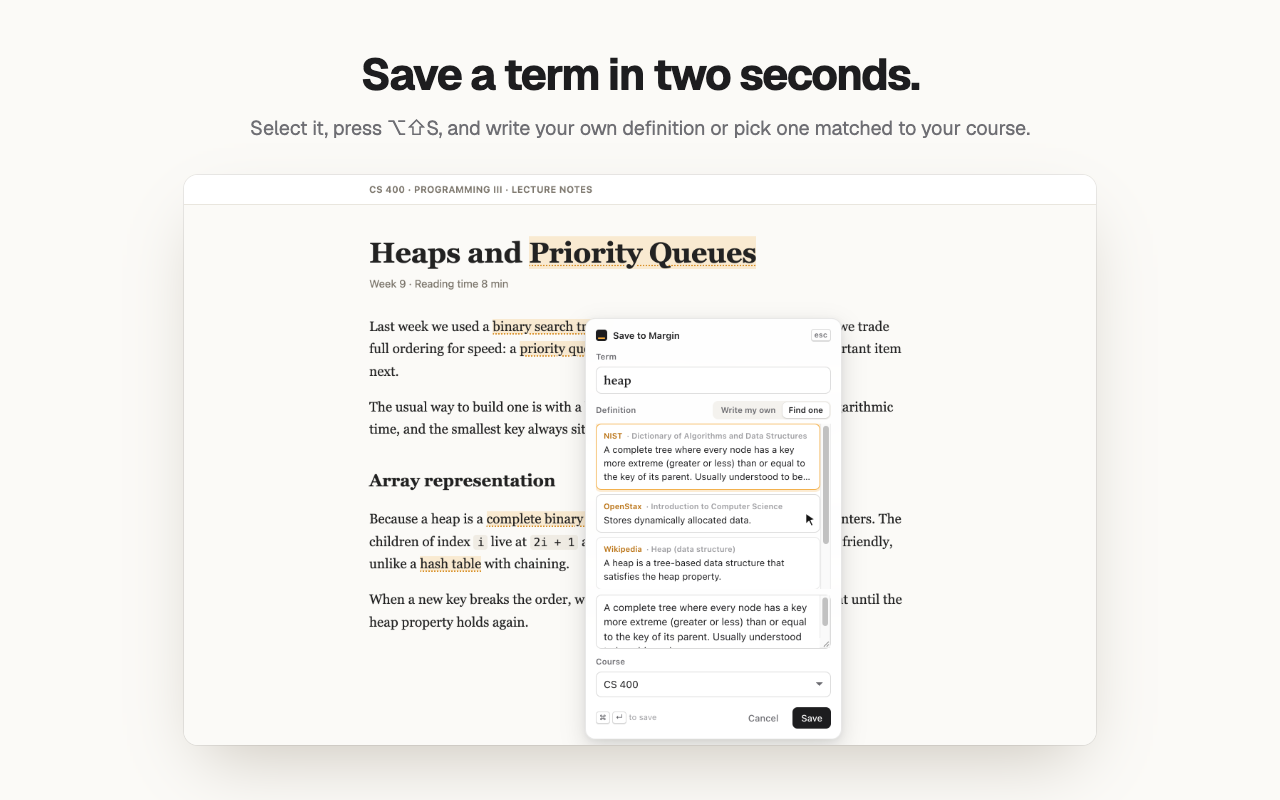 Save a term in two seconds.
Select it, press ⌥⇧S, and write your own definition or pick one matched to your course.
CS 400 · PROGRAMMING III · LECTURE NOTES
Heaps and Priority Queues
Week 9 · Reading time 8 min
Last week we used a binary search
we trade
full ordering for speed: a priority
item
next.
The usual way to build one is with a
time, and the smallest key always
Array representation
Because a heap is a complete binary
The
children of index i live at 2i + 1
friendly,
unlike a hash table with chaining.
When a new key breaks the order,
until the
heap property holds again.
Save to Margin
esc
Term
heap
Definition
Write my own
Find one
NIST · Dictionary of Algorithms and Data Structures
A complete tree where every node has a key
more extreme (greater or less) than or equal to
the key of its parent. Usually understood to be...
OpenStax · Introduction to Computer Science
Stores dynamically allocated data.
Wikipedia · Heap (data structure)
A heap is a tree-based data structure that
satisfies the heap property.
A complete tree where every node has a key
more extreme (greater or less) than or equal
to the key of its parent. Usually understood
Course
CS 400
⌘ ↵ to save
Cancel
Save